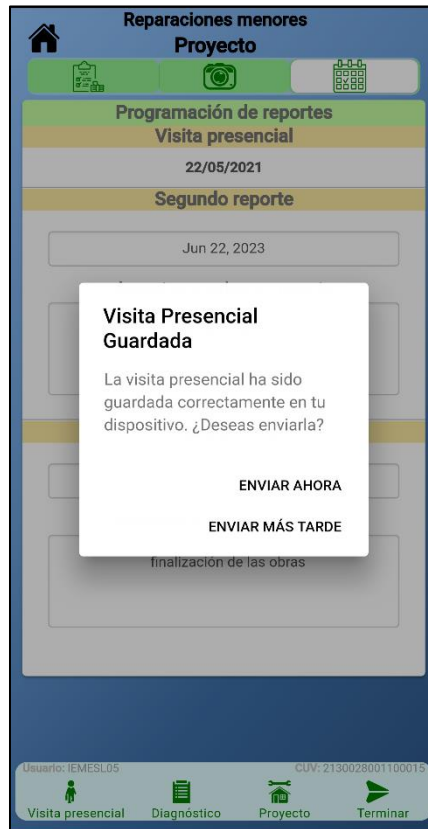 Reparaciones menores
Proyecto
Programación de reportes
Visita presencial
22/05/2021
Segundo reporte
Jun 22, 2023
Visita Presencial
Guardada
La visita presencial ha sido
guardada correctamente en tu
dispositivo. ¿Deseas enviarla?
ENVIAR AHORA
ENVIAR MÁS TARDE
finalización de las obras
Usuario: IEMESL05
CUV: 2130028001100015
Visita presencial
Diagnóstico
Proyecto
Terminar